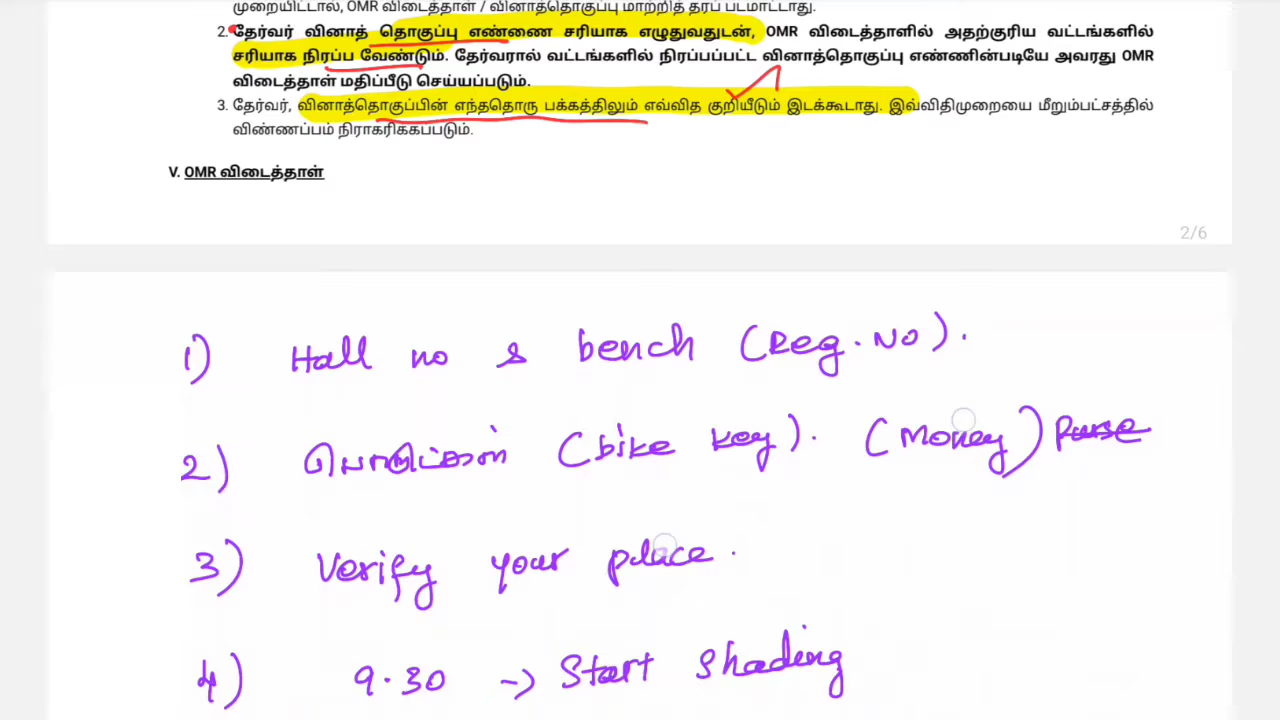 முறையிட்டால், OMR விடைத்தாள் / வினாத்தொகுப்பு மாற்றித் தரப் படமாட்டாது.
2. தேர்வர் வினாத் தொகுப்பு எண்ணை சரியாக எழுதுவதுடன், OMR விடைத்தாளில் அதற்குரிய வட்டங்களில்
சரியாக நிரப்ப வேண்டும். தேர்வரால் வட்டங்களில் நிரப்பப்பட்ட வினாத்தொகுப்பு எண்ணின்படியே அவரது OMR
விடைத்தாள் மதிப்பீடு செய்யப்படும்.
3. தேர்வர், வினாத்தொகுப்பின் எந்ததொரு பக்கத்திலும் எவ்வித குறியீடும் இடக்கூடாது. இவ்விதிமுறையை மீறும்பட்சத்தில்
விண்ணப்பம் நிராகரிக்கப்படும்.
V. OMR விடைத்தாள்
2/6
1) Hall no & bench (Reg. No).
2) பொருட்கள் (bike key). (Money) Purse
3) Verify your place.
4) 9.30 -> Start shading